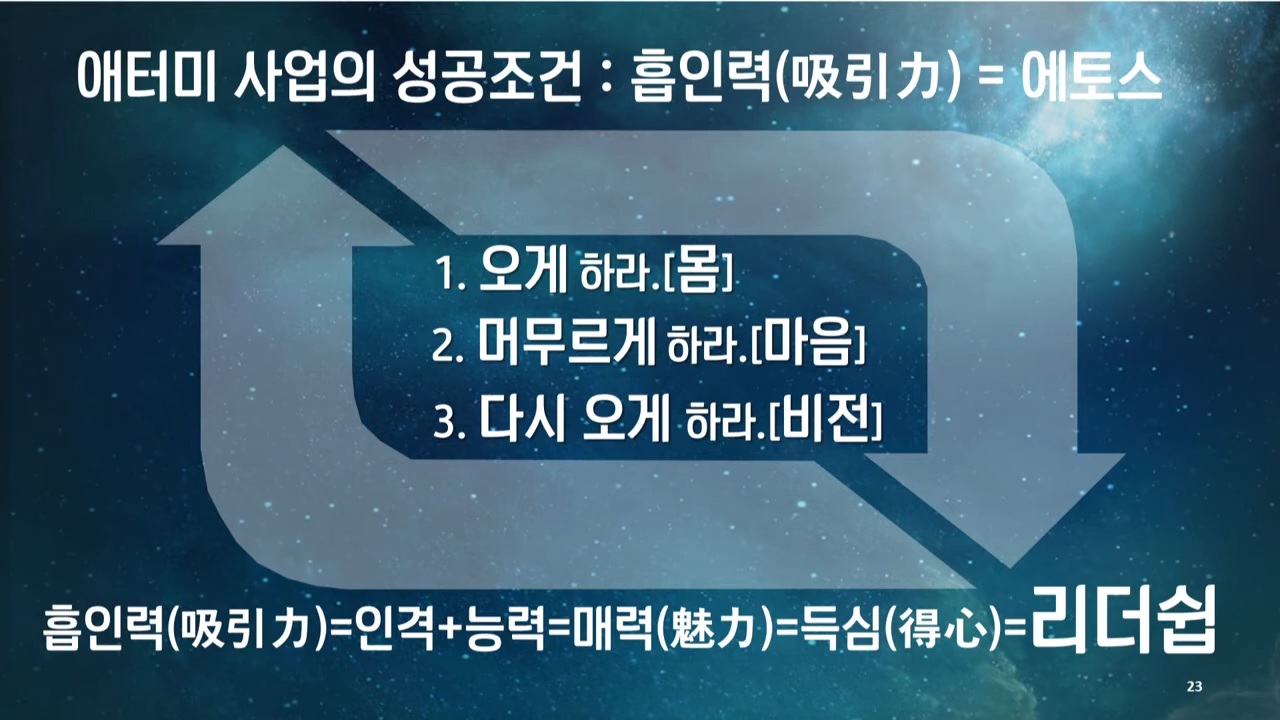 애터미 사업의 성공조건 : 흡인력(吸引力) = 에토스
1. 오게 하라.[몸]
2. 머무르게 하라.[마음]
3. 다시 오게 하라.[비전]
흡인력(吸引力)=인격+능력=매력(魅力)=득심(得心)=리더쉽
23